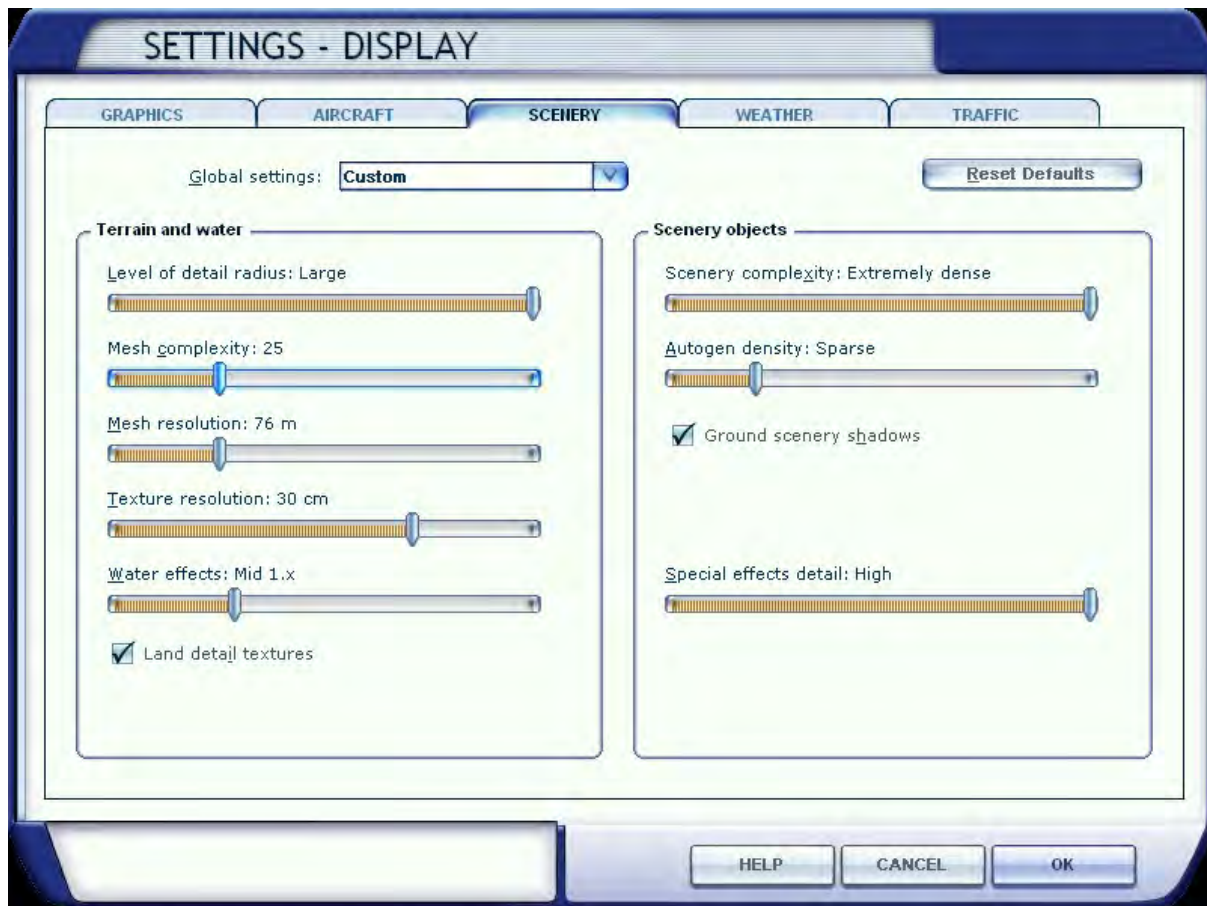 SETTINGS - DISPLAY
GRAPHICS
AIRCRAFT
SCENERY
WEATHER
TRAFFIC
Global settings: Custom
Reset Defaults
Terrain and water
Level of detail radius: Large
Mesh complexity: 25
Mesh resolution: 76 m
Texture resolution: 30 cm
Water effects: Mid 1.x
Land detail textures
Scenery objects
Scenery complexity: Extremely dense
Autogen density: Sparse
Ground scenery shadows
Special effects detail: High
HELP
CANCEL
OK